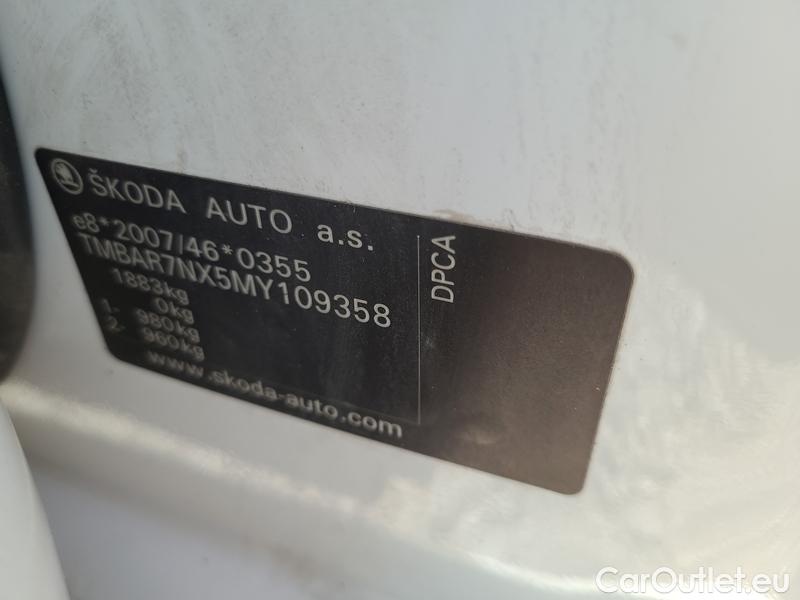 ŠKODA AUTO a.s.
e8*2007/46*0355
TMBAR7NX5MY109358
1883kg
0kg
1- 980kg
2- 960kg
www.skoda-auto.com
DPCA
CarOutlet.eu